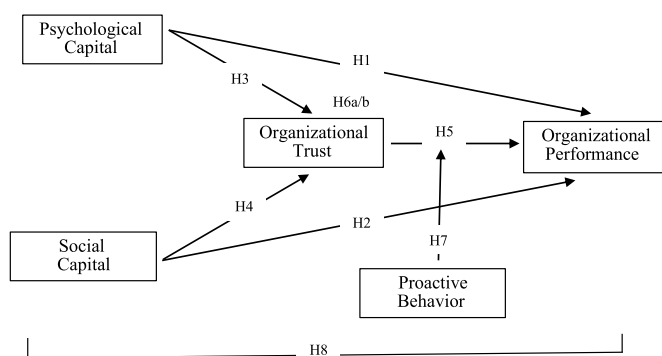 Psychological
Capital
H1
H3
H6a/b
Organizational
Trust
H5
Organizational
Performance
H4
H2
Social
Capital
H7
Proactive
Behavior
H8